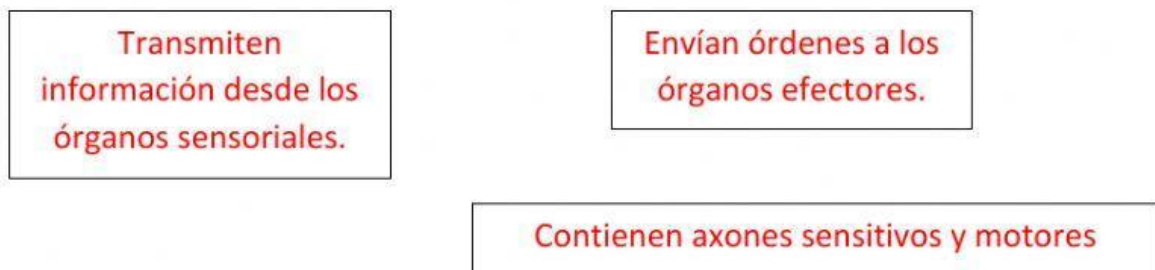 Transmiten
información desde los
órganos sensoriales.
Envían órdenes a los
órganos efectores.
Contienen axones sensitivos y motores